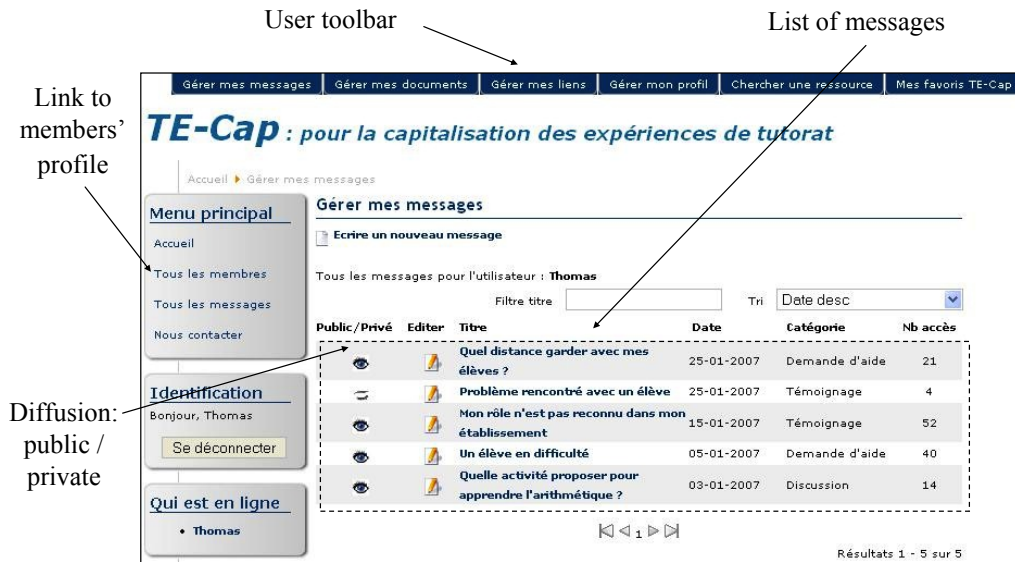 User toolbar
List of messages
Link to
members’
profile
Gérer mes messages Gérer mes documents Gérer mes liens Gérer mon profil Chercher une ressource Mes favoris TE-Cap
TE-Cap : pour la capitalisation des expériences de tutorat
Accueil Gérer mes messages
Menu principal
Accueil
Tous les membres
Tous les messages
Nous contacter
Gérer mes messages
Ecrire un nouveau message
Tous les messages pour l'utilisateur : Thomas
Filtre titre Tri Date desc
Public/Privé Editer Titre Date Catégorie Nb accès
Quel distance garder avec mes
élèves ? 25-01-2007 Demande d'aide 21
Problème rencontré avec un élève 25-01-2007 Témoignage 4
Mon rôle n'est pas reconnu dans mon
établissement 15-01-2007 Témoignage 52
Un élève en difficulté 05-01-2007 Demande d'aide 40
Quelle activité proposer pour
apprendre l'arithmétique ? 03-01-2007 Discussion 14
1
Résultats 1 - 5 sur 5
Diffusion:
public /
private
Identification
Bonjour, Thomas
Se déconnecter
Qui est en ligne
• Thomas